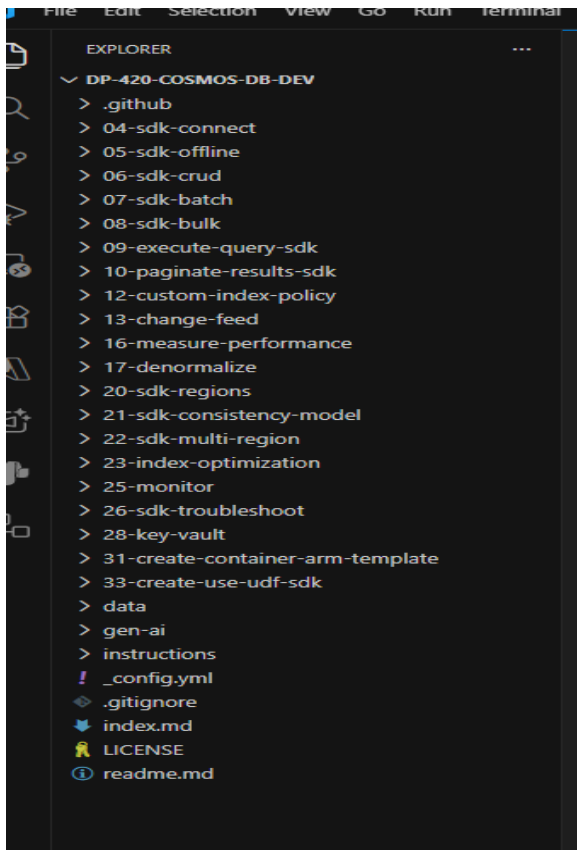 File Edit Selection View Go Run Terminal
EXPLORER ...
DP-420-COSMOS-DB-DEV
.github
04-sdk-connect
05-sdk-offline
06-sdk-crud
07-sdk-batch
08-sdk-bulk
09-execute-query-sdk
10-paginate-results-sdk
12-custom-index-policy
13-change-feed
16-measure-performance
17-denormalize
20-sdk-regions
21-sdk-consistency-model
22-sdk-multi-region
23-index-optimization
25-monitor
26-sdk-troubleshoot
28-key-vault
31-create-container-arm-template
33-create-use-udf-sdk
data
gen-ai
instructions
_config.yml
.gitignore
index.md
LICENSE
readme.md